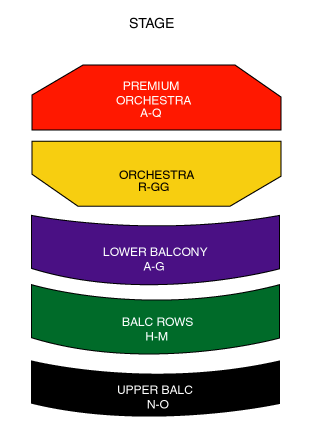 STAGE
PREMIUM
ORCHESTRA
A-Q
ORCHESTRA
R-GG
LOWER BALCONY
A-G
BALC ROWS
H-M
UPPER BALC
N-O